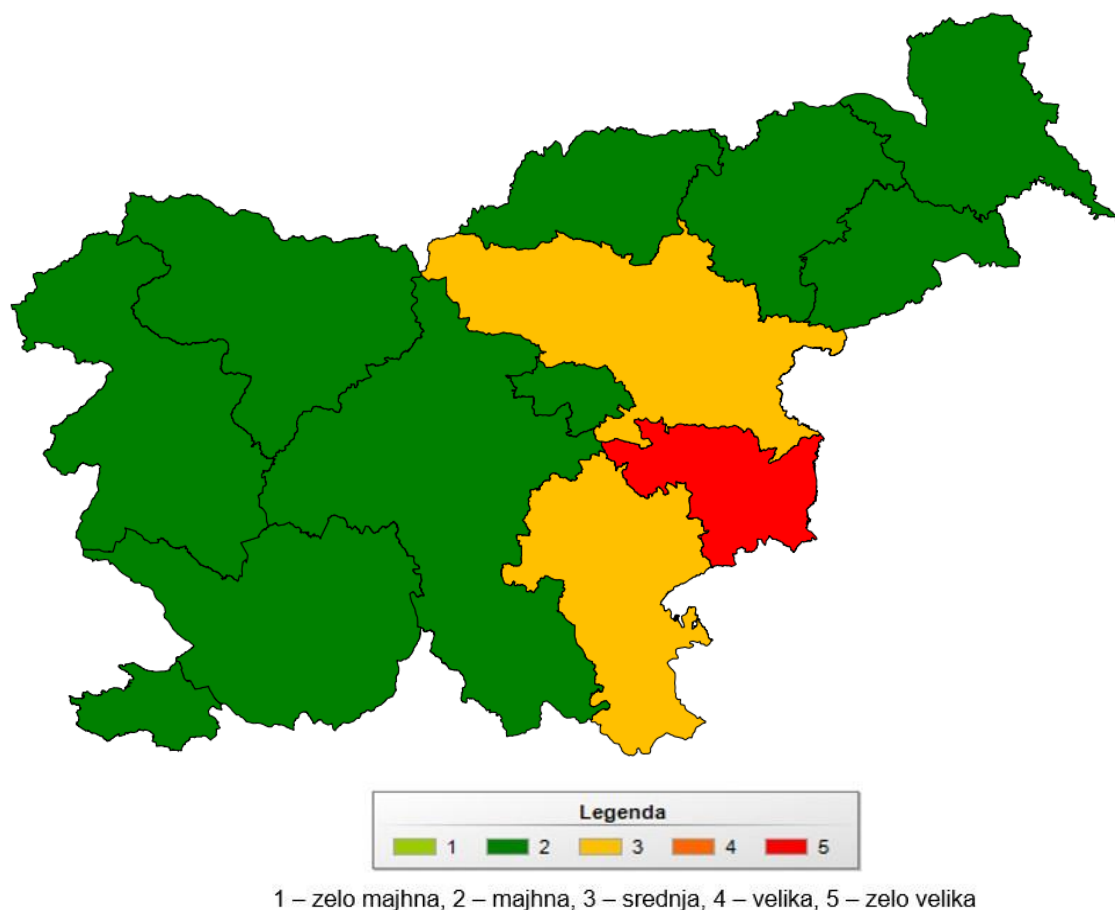 Legenda
1 2 3 4 5
1 – zelo majhna, 2 – majhna, 3 – srednja, 4 – velika, 5 – zelo velika